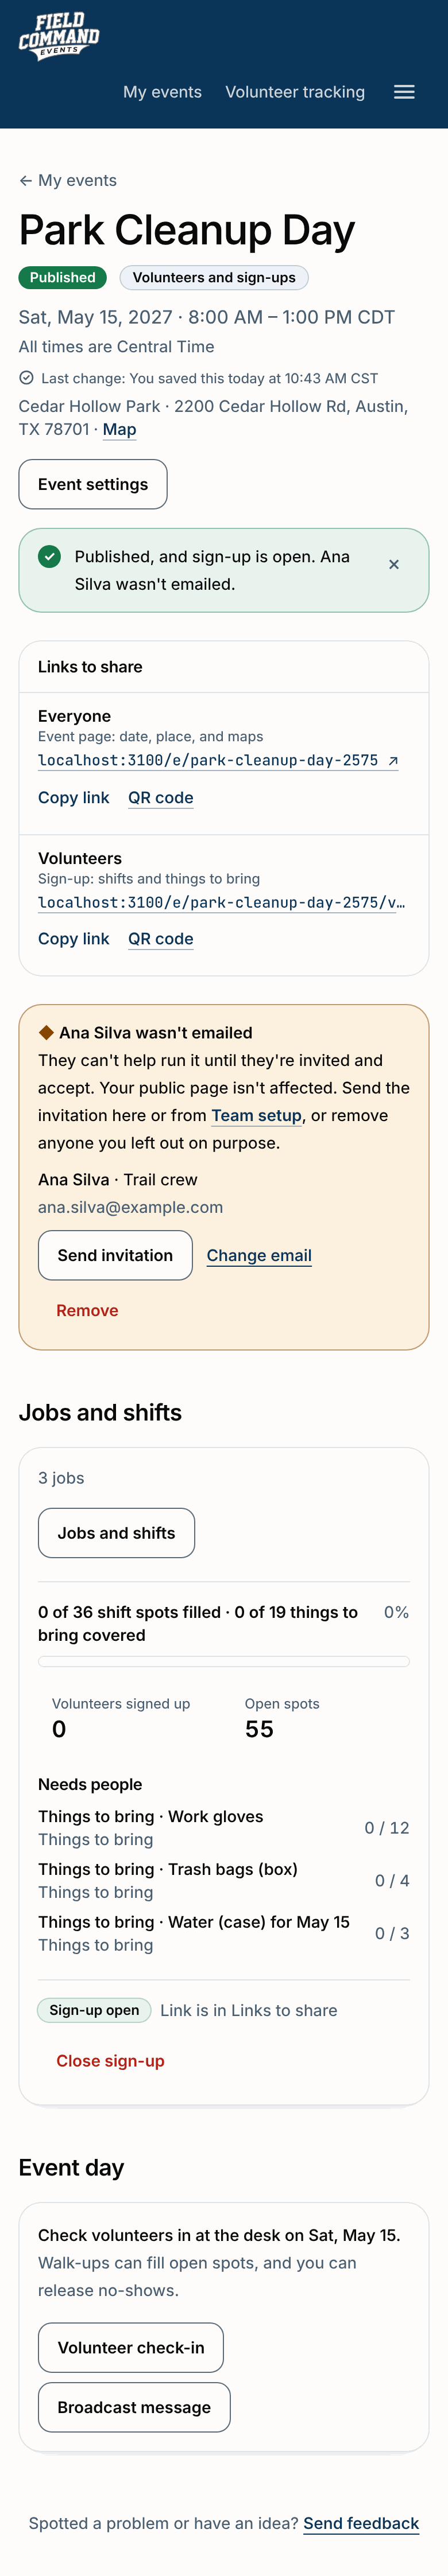 FIELD
COMMAND
EVENTS
My events Volunteer tracking
← My events
Park Cleanup Day
Published Volunteers and sign-ups
Sat, May 15, 2027 · 8:00 AM – 1:00 PM CDT
All times are Central Time
Last change: You saved this today at 10:43 AM CST
Cedar Hollow Park · 2200 Cedar Hollow Rd, Austin,
TX 78701 · Map
Event settings
Published, and sign-up is open. Ana
Silva wasn't emailed.
Links to share
Everyone
Event page: date, place, and maps
localhost:3100/e/park-cleanup-day-2575 ↗
Copy link QR code
Volunteers
Sign-up: shifts and things to bring
localhost:3100/e/park-cleanup-day-2575/v…
Copy link QR code
◆ Ana Silva wasn't emailed
They can't help run it until they're invited and
accept. Your public page isn't affected. Send the
invitation here or from Team setup, or remove
anyone you left out on purpose.
Ana Silva · Trail crew
ana.silva@example.com
Send invitation Change email
Remove
Jobs and shifts
3 jobs
Jobs and shifts
0 of 36 shift spots filled · 0 of 19 things to 0%
bring covered
Volunteers signed up Open spots
0 55
Needs people
Things to bring · Work gloves 0 / 12
Things to bring
Things to bring · Trash bags (box) 0 / 4
Things to bring
Things to bring · Water (case) for May 15 0 / 3
Things to bring
Sign-up open Link is in Links to share
Close sign-up
Event day
Check volunteers in at the desk on Sat, May 15.
Walk-ups can fill open spots, and you can
release no-shows.
Volunteer check-in
Broadcast message
Spotted a problem or have an idea? Send feedback